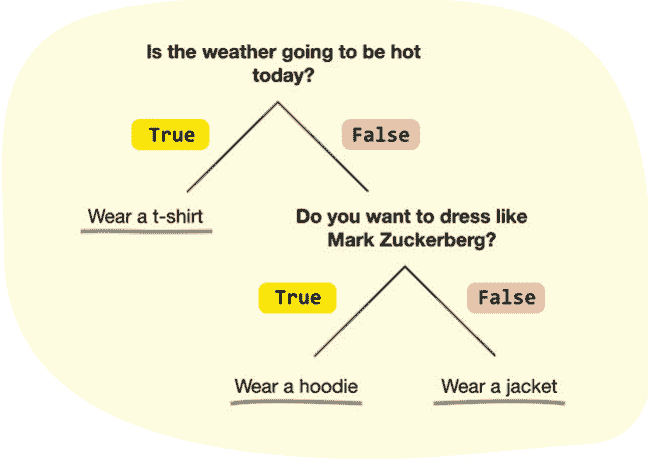 Is the weather going to be hot
today?
True
False
Wear a t-shirt
Do you want to dress like
Mark Zuckerberg?
True
False
Wear a hoodie
Wear a jacket